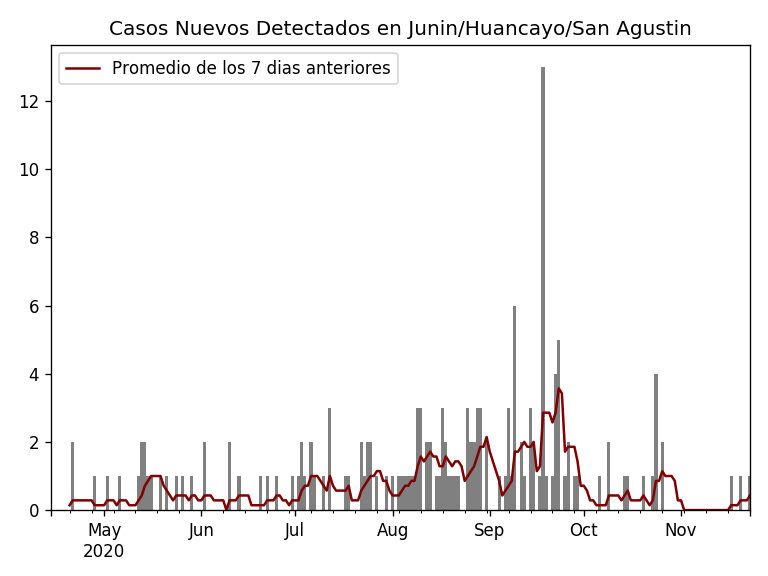 Casos Nuevos Detectados en Junin/Huancayo/San Agustin
Promedio de los 7 dias anteriores
12
10
8
6
4
2
0
May Jun Jul Aug Sep Oct Nov
2020